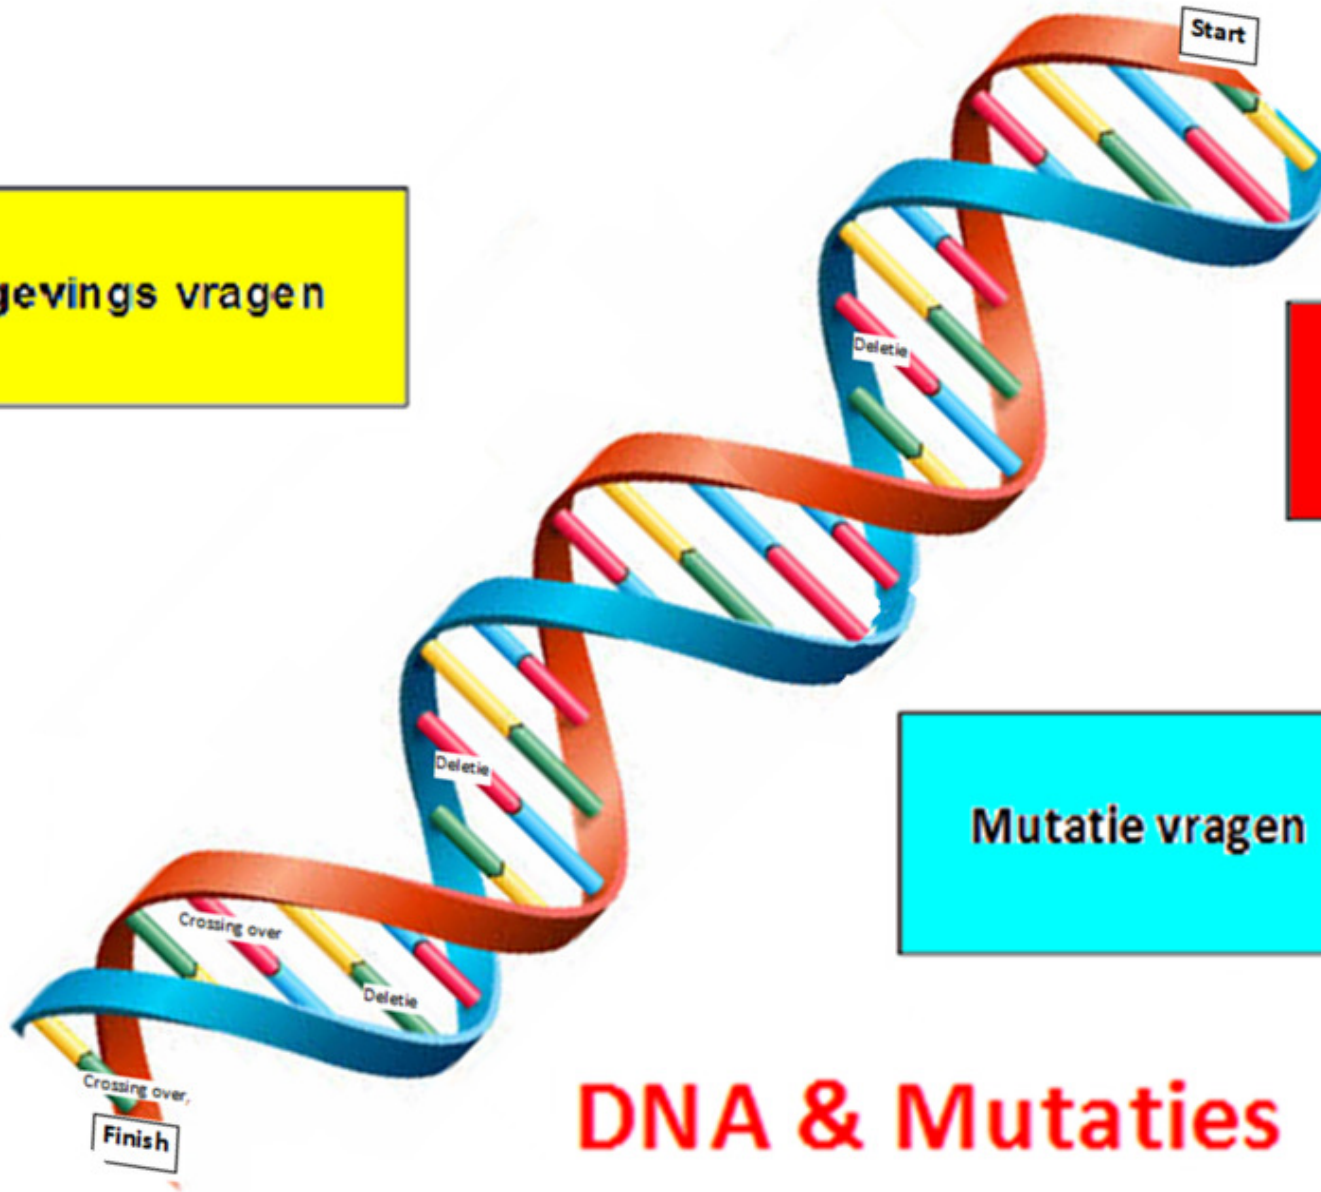 Start
gevings vragen
Deletie
Deletie
Mutatie vragen
Crossing over
Deletie
Crossing over,
Finish
DNA & Mutaties